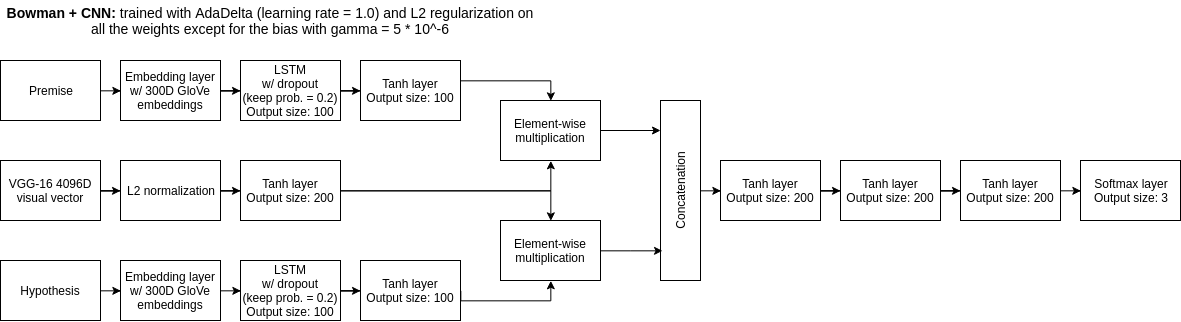 Bowman + CNN: trained with AdaDelta (learning rate = 1.0) and L2 regularization on
all the weights except for the bias with gamma = 5 * 10^-6
Premise
Embedding layer
w/ 300D GloVe
embeddings
LSTM
w/ dropout
(keep prob. = 0.2)
Output size: 100
Tanh layer
Output size: 100
Element-wise
multiplication
VGG-16 4096D
visual vector
L2 normalization
Tanh layer
Output size: 200
Concatenation
Tanh layer
Output size: 200
Tanh layer
Output size: 200
Tanh layer
Output size: 200
Softmax layer
Output size: 3
Element-wise
multiplication
Hypothesis
Embedding layer
w/ 300D GloVe
embeddings
LSTM
w/ dropout
(keep prob. = 0.2)
Output size: 100
Tanh layer
Output size: 100